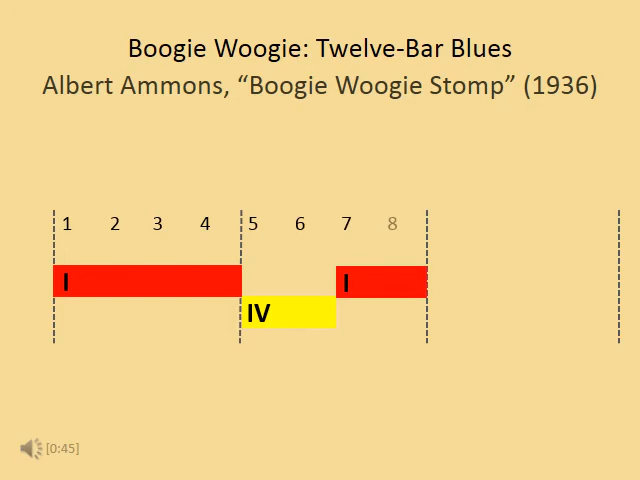 Boogie Woogie: Twelve-Bar Blues
Albert Ammons, “Boogie Woogie Stomp” (1936)
1 2 3 4 5 6 7 8
I I
IV
[0:45]